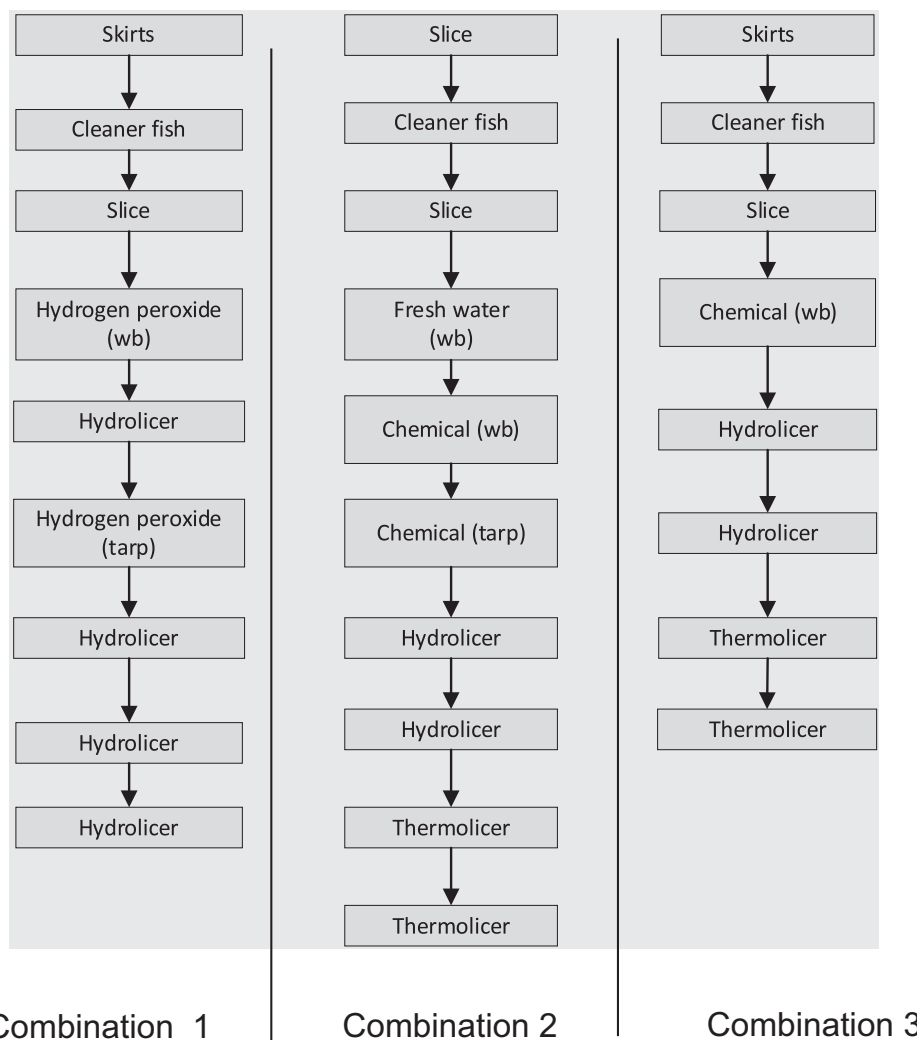 Skirts
Cleaner fish
Slice
Hydrogen peroxide
(wb)
Hydrolicer
Hydrogen peroxide
(tarp)
Hydrolicer
Hydrolicer
Hydrolicer
Combination 1
Slice
Cleaner fish
Slice
Fresh water
(wb)
Chemical (wb)
Chemical (tarp)
Hydrolicer
Hydrolicer
Thermolicer
Thermolicer
Combination 2
Skirts
Cleaner fish
Slice
Chemical (wb)
Hydrolicer
Hydrolicer
Thermolicer
Thermolicer
Combination 3